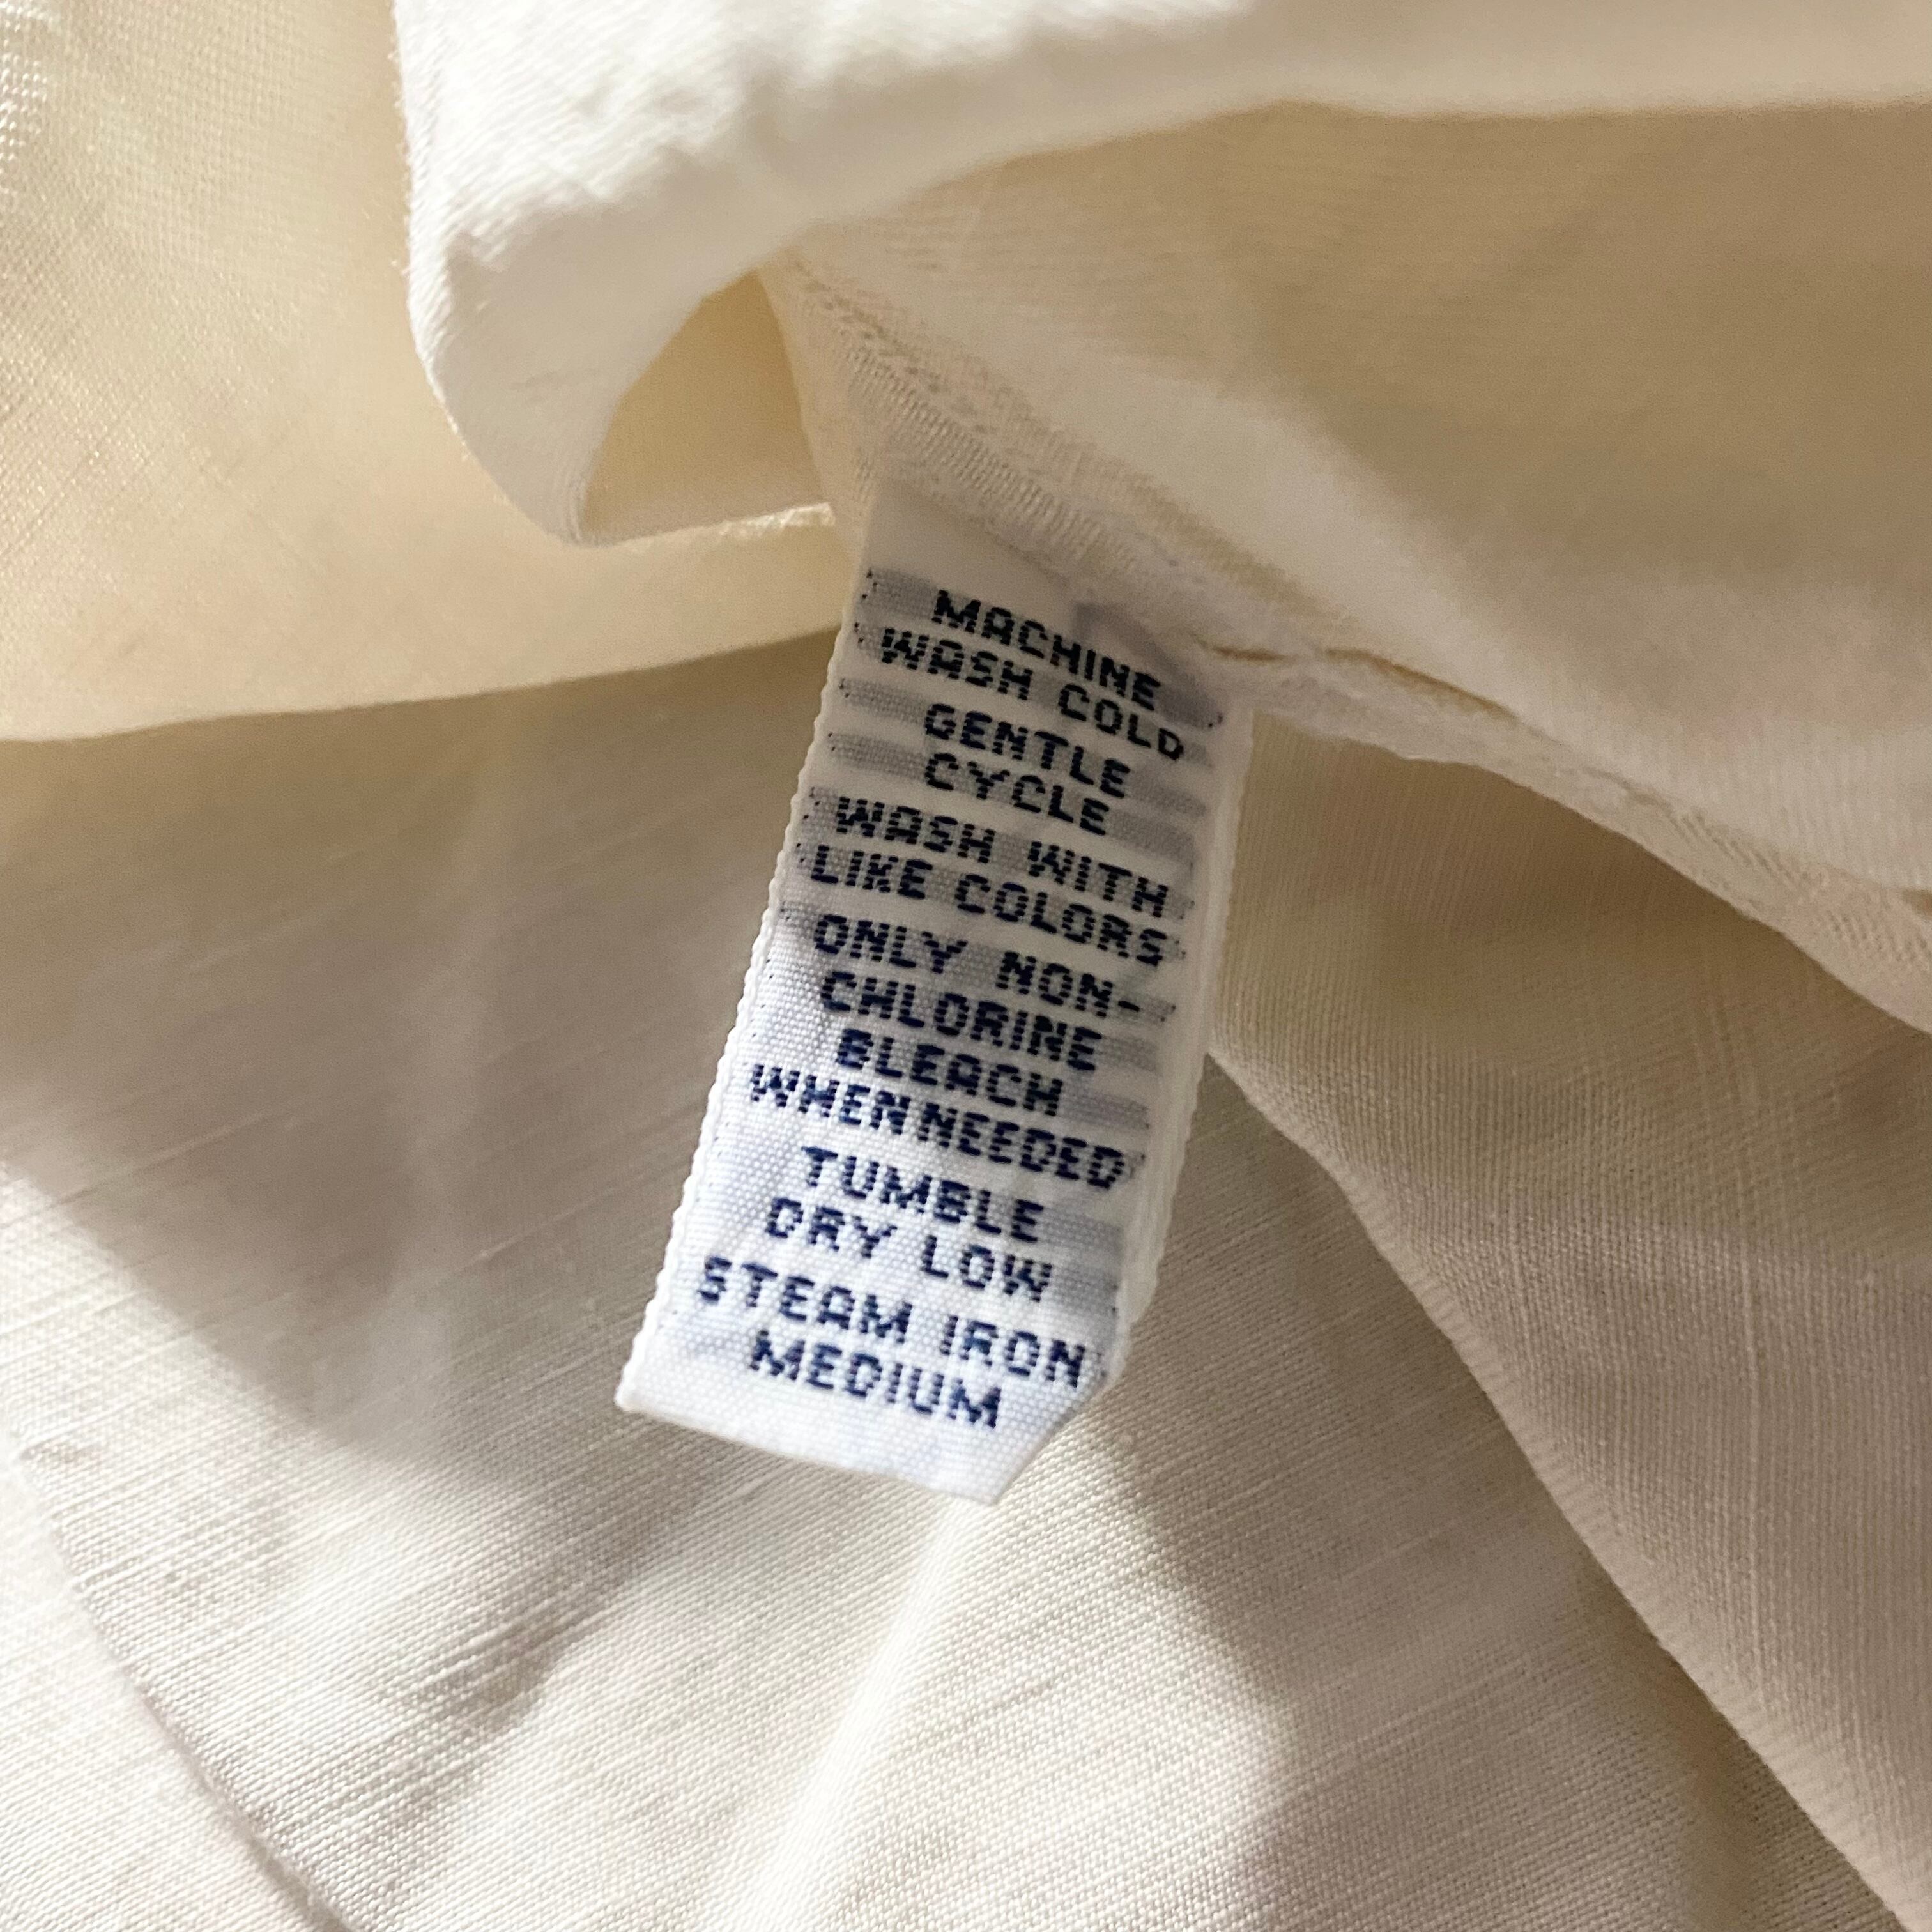 MACHINE
WASH COLD
GENTLE
CYCLE
WASH WITH
LIKE COLORS
ONLY NON-
CHLORINE
BLEACH
WHEN NEEDED
TUMBLE
DRY LOW
STEAM IRON
MEDIUM